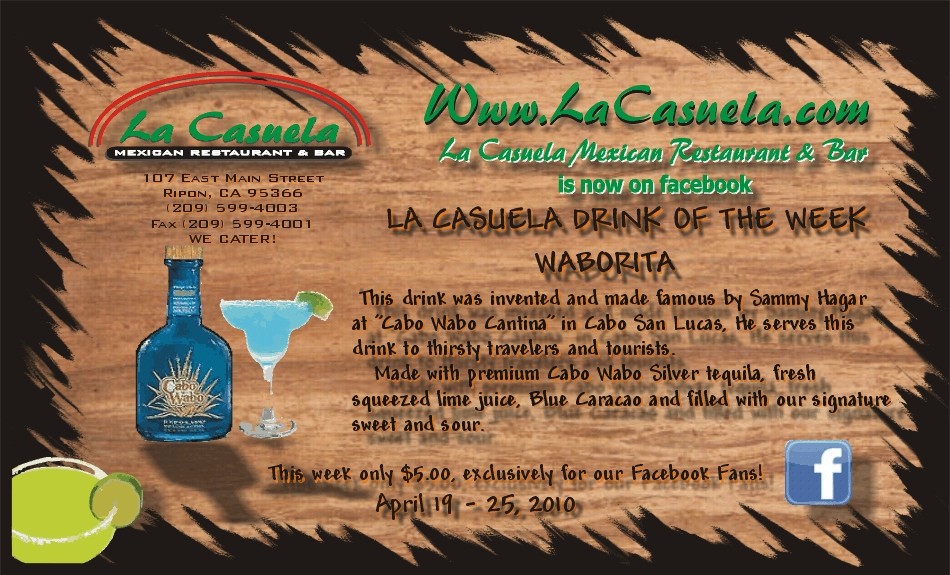 La Casuela
MEXICAN RESTAURANT & BAR
107 East Main Street
Ripon, CA 95366
(209) 599-4003
Fax (209) 599-4001
WE CATER!
Www.LaCasuela.com
La Casuela Mexican Restaurant & Bar
is now on facebook
LA CASUELA DRINK OF THE WEEK
WABORITA
This drink was invented and made famous by Sammy Hagar
at "Cabo Wabo Cantina" in Cabo San Lucas, He serves this
drink to thirsty travelers and tourists.
Made with premium Cabo Wabo Silver tequila, fresh
squeezed lime juice, Blue Caracao and filled with our signature
sweet and sour.
Cabo
Wabo
This week only $5.00, exclusively for our Facebook Fans!
April 19 - 25, 2010
f